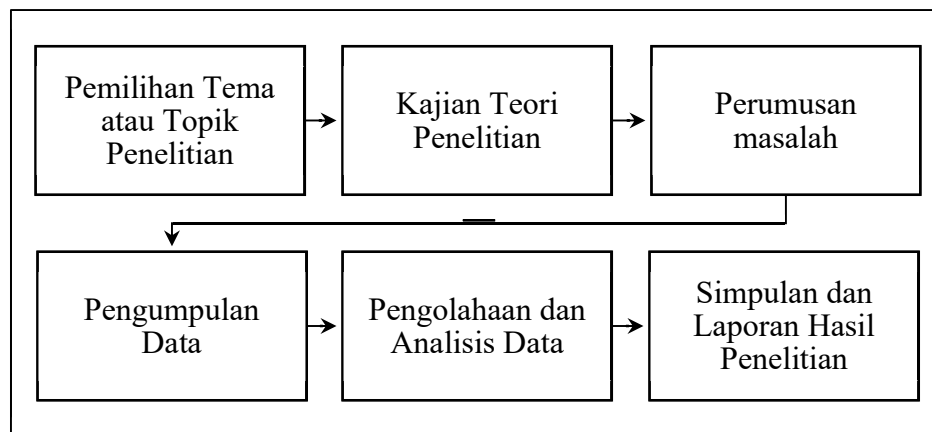 Pemilihan Tema
atau Topik
Penelitian
Kajian Teori
Penelitian
Perumusan
masalah
Pengumpulan
Data
Pengolahaan dan
Analisis Data
Simpulan dan
Laporan Hasil
Penelitian